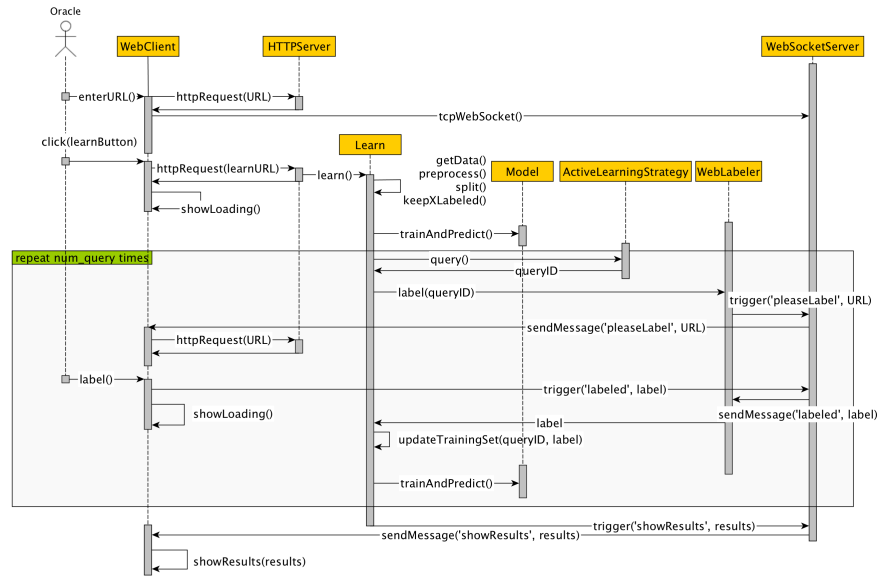 Oracle
WebClient
HTTPServer
WebSocketServer
enterURL()
httpRequest(URL)
tcpWebSocket()
click(learnButton)
Learn
getData()
preprocess()
split()
keepXLabeled()
Model
ActiveLearningStrategy
WebLabeler
httpRequest(learnURL)
learn()
showLoading()
trainAndPredict()
repeat num_query times
query()
queryID
label(queryID)
trigger('pleaseLabel', URL)
sendMessage('pleaseLabel', URL)
httpRequest(URL)
label()
trigger('labeled', label)
showLoading()
sendMessage('labeled', label)
label
updateTrainingSet(queryID, label)
trainAndPredict()
trigger('showResults', results)
sendMessage('showResults', results)
showResults(results)